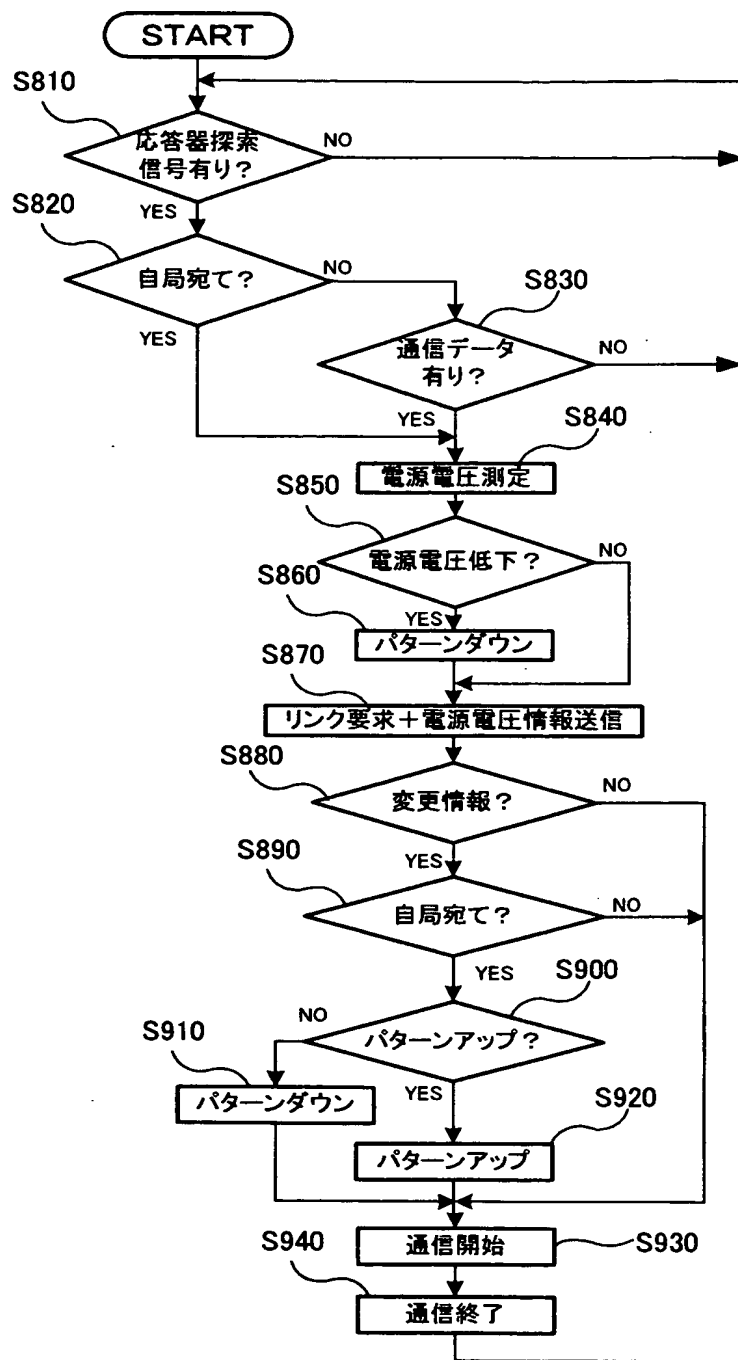 START
S810
応答器探索
信号有り?
NO
YES
S820
自局宛て?
NO
YES
S830
通信データ
有り?
NO
YES
S840
電源電圧測定
S850
電源電圧低下?
NO
YES
S860
パターンダウン
S870
リンク要求+電源電圧情報送信
S880
変更情報?
NO
YES
S890
自局宛て?
NO
YES
S900
パターンアップ?
NO
YES
S910
パターンダウン
S920
パターンアップ
S930
通信開始
S940
通信終了